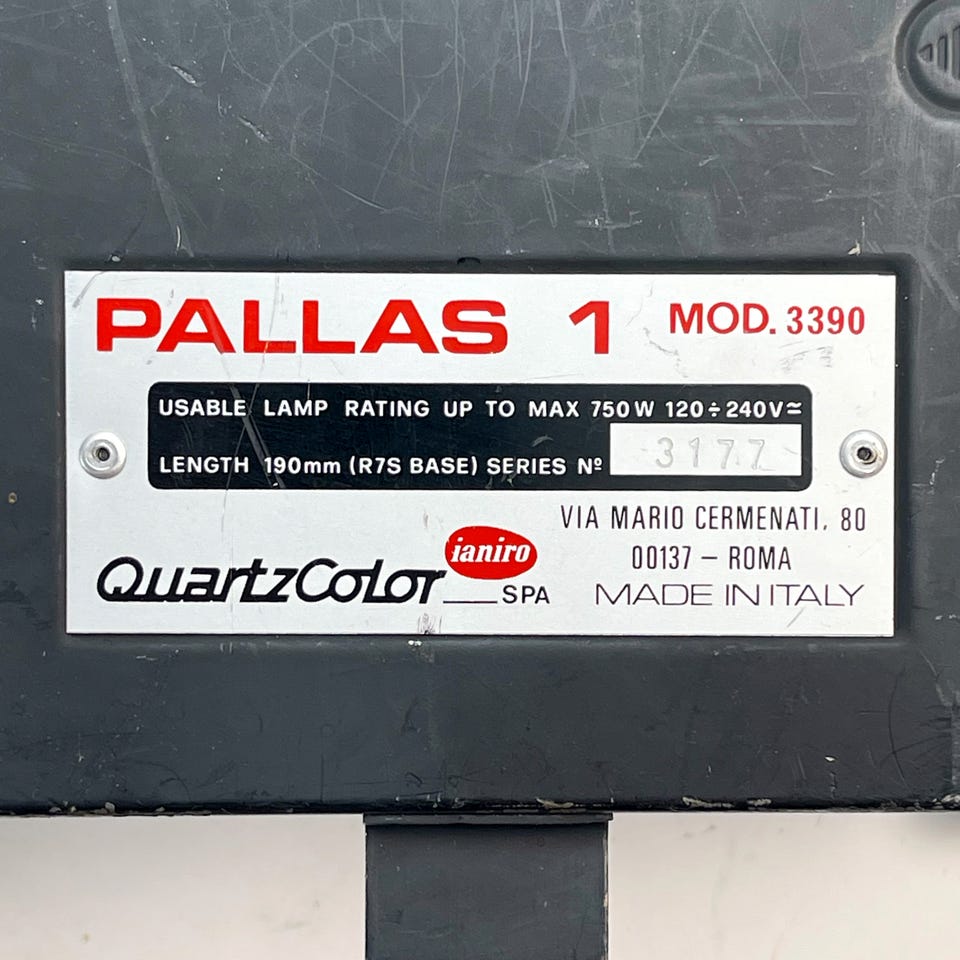 PALLAS 1 MOD. 3390
USABLE LAMP RATING UP TO MAX 750W 120÷240V≂
LENGTH 190mm (R7S BASE) SERIES Nº 3177
VIA MARIO CERMENATI, 80
00137 – ROMA
QuartzColor ianiro SPA
MADE IN ITALY